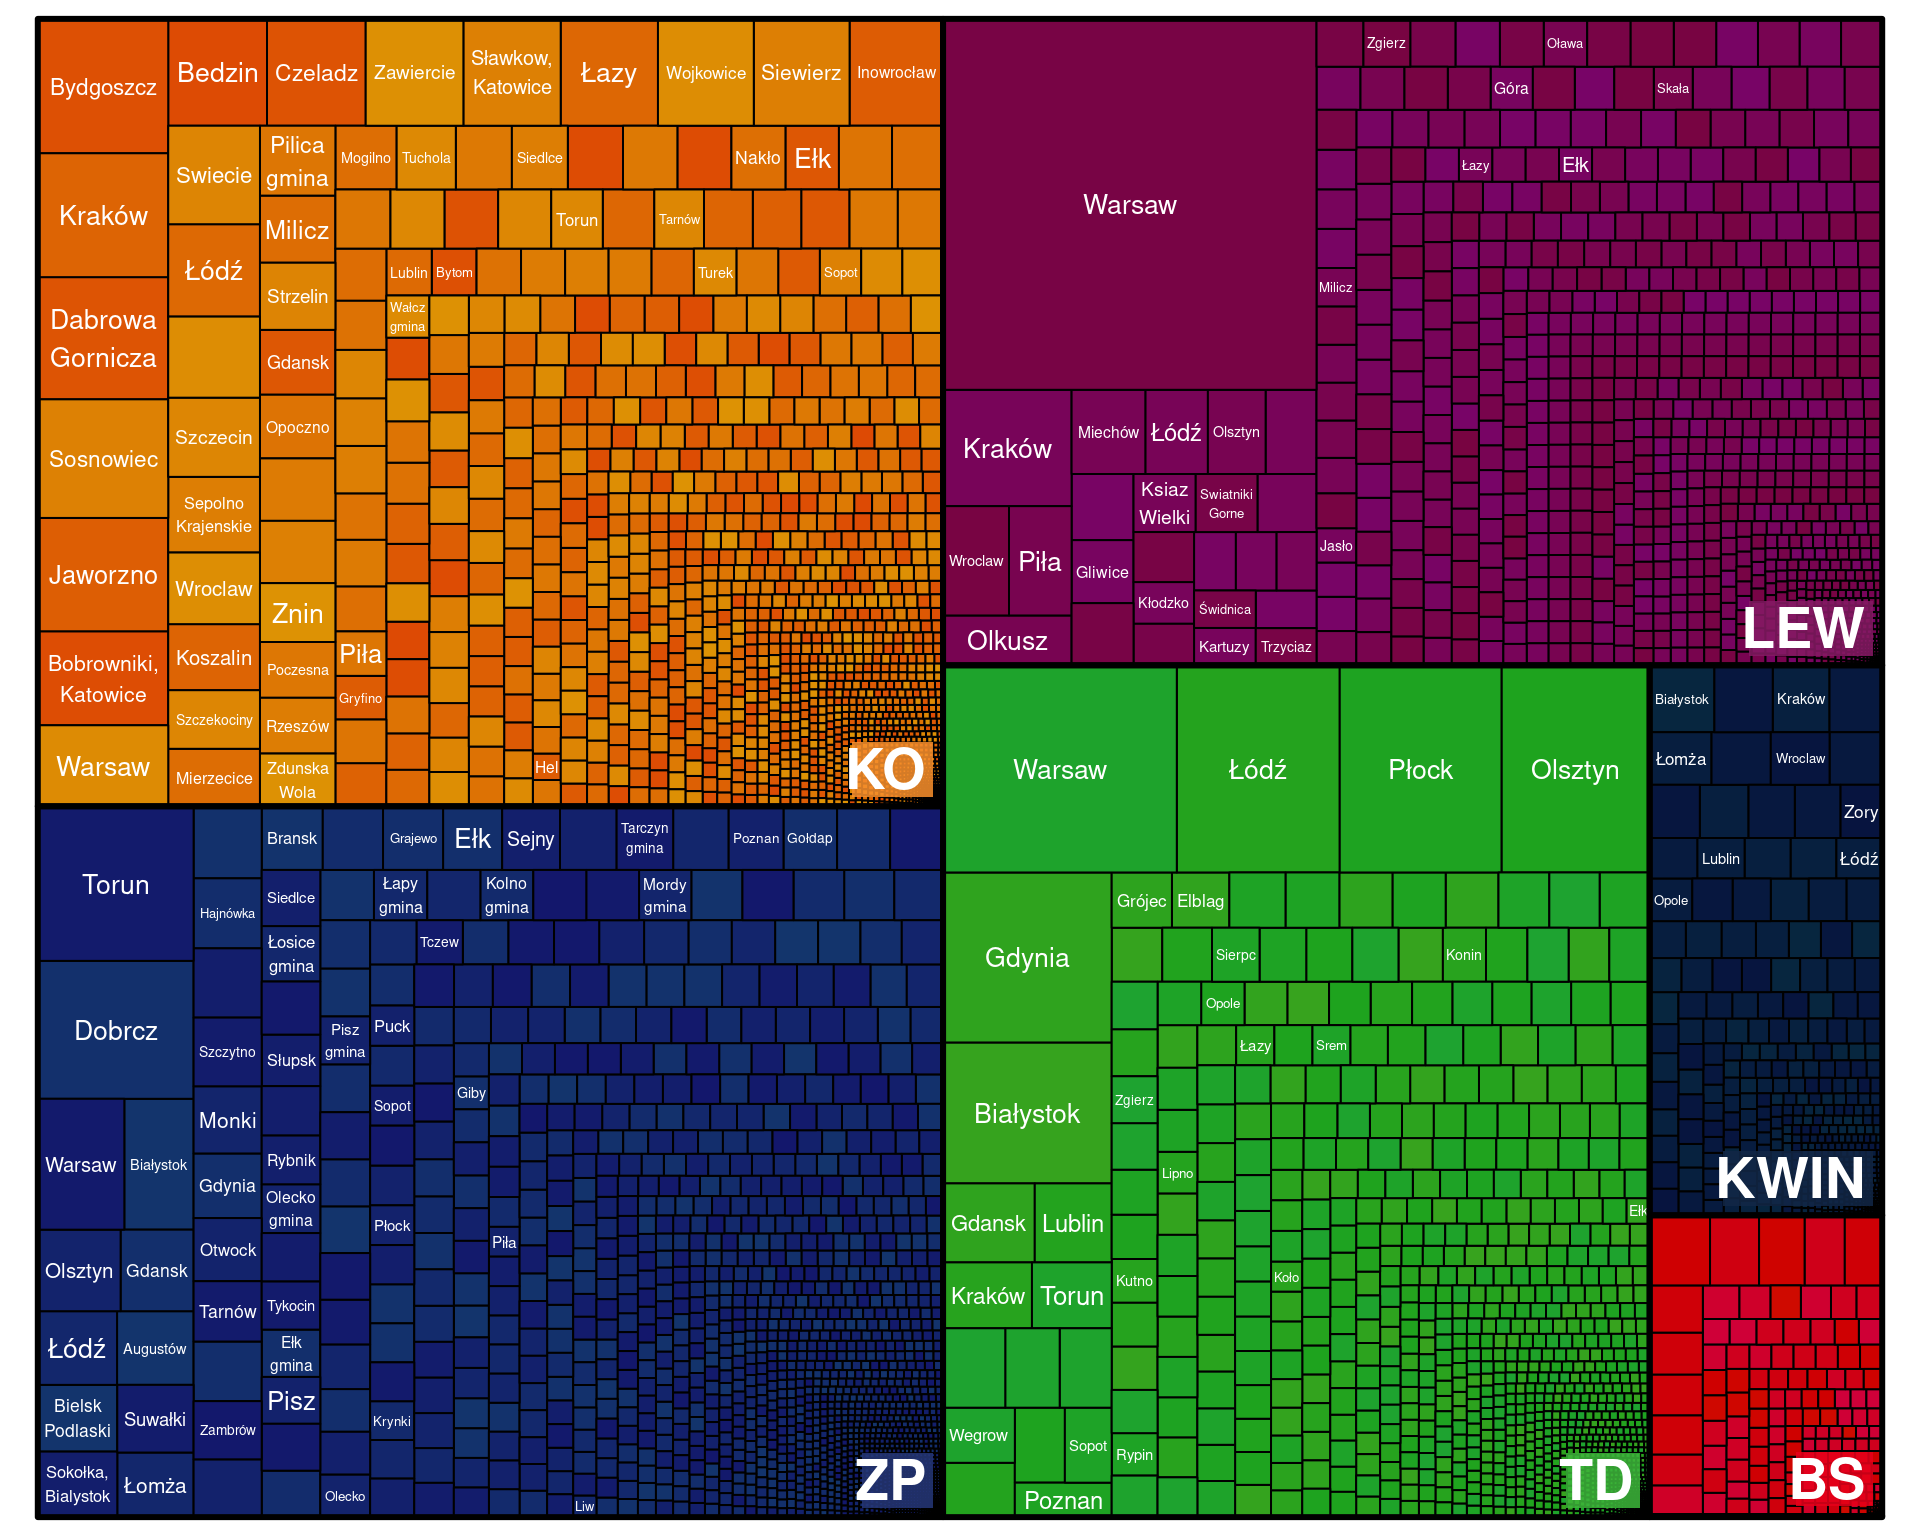 Bydgoszcz
Bedzin
Czeladz
Zawiercie
Sławkow,
Katowice
Łazy
Wojkowice
Siewierz
Inowrocław
Kraków
Dabrowa
Gornicza
Sosnowiec
Jaworzno
Bobrowniki,
Katowice
Warsaw
Swiecie
Łódź
Szczecin
Sepolno
Krajenskie
Wroclaw
Koszalin
Szczekociny
Mierzecice
Pilica
gmina
Milicz
Strzelin
Gdansk
Opoczno
Znin
Poczesna
Rzeszów
Zdunska
Wola
Mogilno
Tuchola
Siedlce
Nakło
Ełk
Torun
Tarnów
Lublin
Bytom
Turek
Sopot
Wałcz
gmina
Piła
Gryfino
Hel
KO
Warsaw
Zgierz
Oława
Góra
Skała
Łazy
Ełk
Milicz
Jasło
Kraków
Miechów
Łódź
Olsztyn
Ksiaz
Wielki
Swiatniki
Gorne
Wroclaw
Piła
Gliwice
Kłodzko
Świdnica
Olkusz
Kartuzy
Trzyciaz
LEW
Torun
Dobrcz
Warsaw
Białystok
Olsztyn
Gdansk
Łódź
Augustów
Bielsk
Podlaski
Suwałki
Sokołka,
Bialystok
Łomża
Hajnówka
Szczytno
Monki
Gdynia
Otwock
Tarnów
Zambrów
Bransk
Grajewo
Ełk
Sejny
Tarczyn
gmina
Poznan
Gołdap
Siedlce
Łapy
gmina
Kolno
gmina
Mordy
gmina
Łosice
gmina
Tczew
Słupsk
Pisz
gmina
Puck
Rybnik
Sopot
Giby
Olecko
gmina
Płock
Piła
Tykocin
Ełk
gmina
Pisz
Krynki
Olecko
Liw
ZP
Warsaw
Łódź
Płock
Olsztyn
Gdynia
Grójec
Elblag
Sierpc
Konin
Opole
Łazy
Srem
Białystok
Zgierz
Lipno
Gdansk
Lublin
Ełk
Kraków
Torun
Kutno
Koło
Wegrow
Sopot
Rypin
Poznan
TD
Białystok
Kraków
Łomża
Wroclaw
Zory
Lublin
Łódź
Opole
KWIN
BS